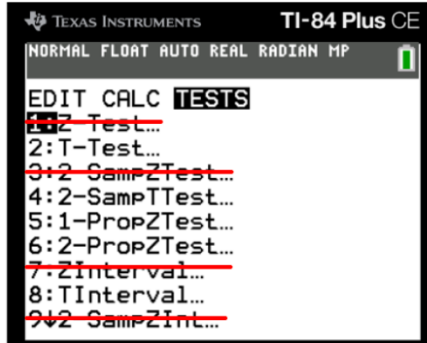 TEXAS INSTRUMENTS TI-84 Plus CE
NORMAL FLOAT AUTO REAL RADIAN MP
EDIT CALC TESTS
1:Z-Test…
2:T-Test…
3:2-SampZTest…
4:2-SampTTest…
5:1-PropZTest…
6:2-PropZTest…
7:ZInterval…
8:TInterval…
9↓2-SampZInt…